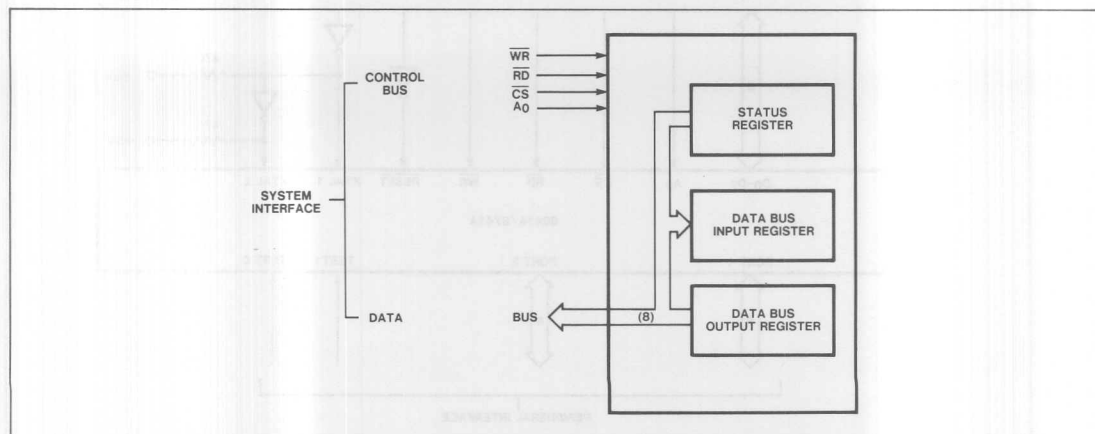 WR
RD
CS
A0
CONTROL
BUS
STATUS
REGISTER
SYSTEM
INTERFACE
DATA BUS
INPUT REGISTER
DATA
BUS
(8)
DATA BUS
OUTPUT REGISTER